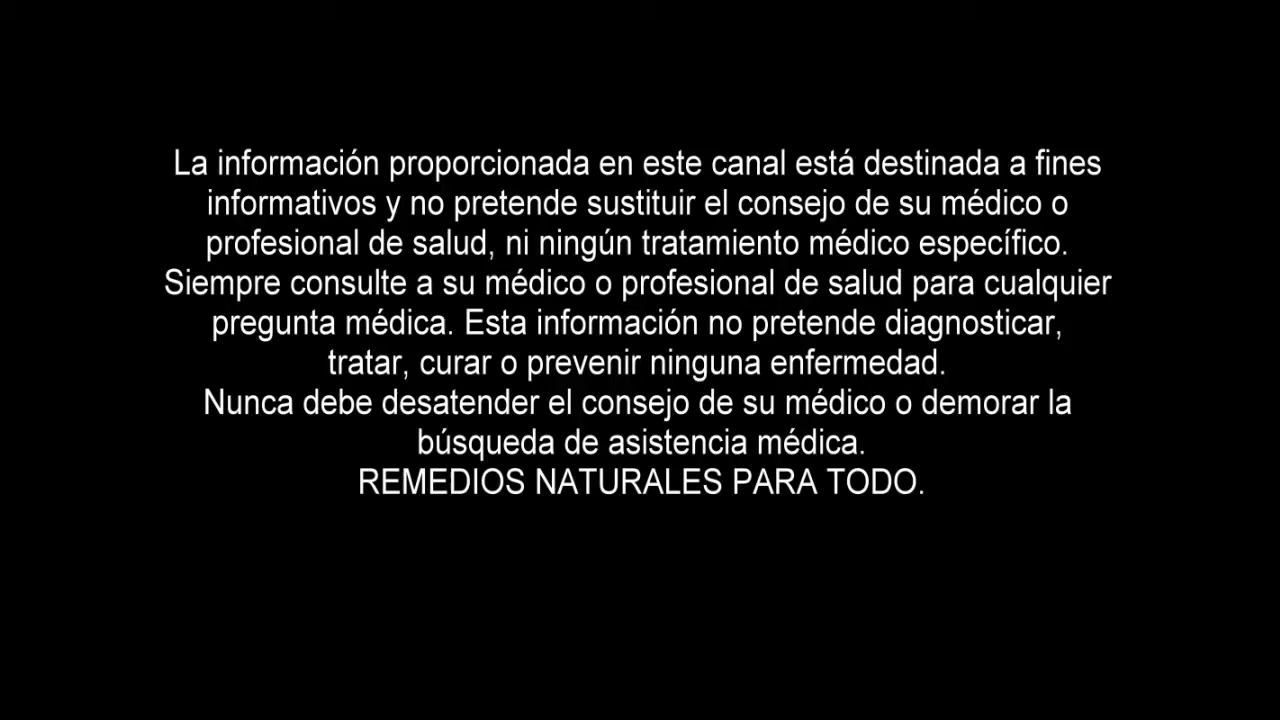 La información proporcionada en este canal está destinada a fines
informativos y no pretende sustituir el consejo de su médico o
profesional de salud, ni ningún tratamiento médico específico.
Siempre consulte a su médico o profesional de salud para cualquier
pregunta médica. Esta información no pretende diagnosticar,
tratar, curar o prevenir ninguna enfermedad.
Nunca debe desatender el consejo de su médico o demorar la
búsqueda de asistencia médica.
REMEDIOS NATURALES PARA TODO.